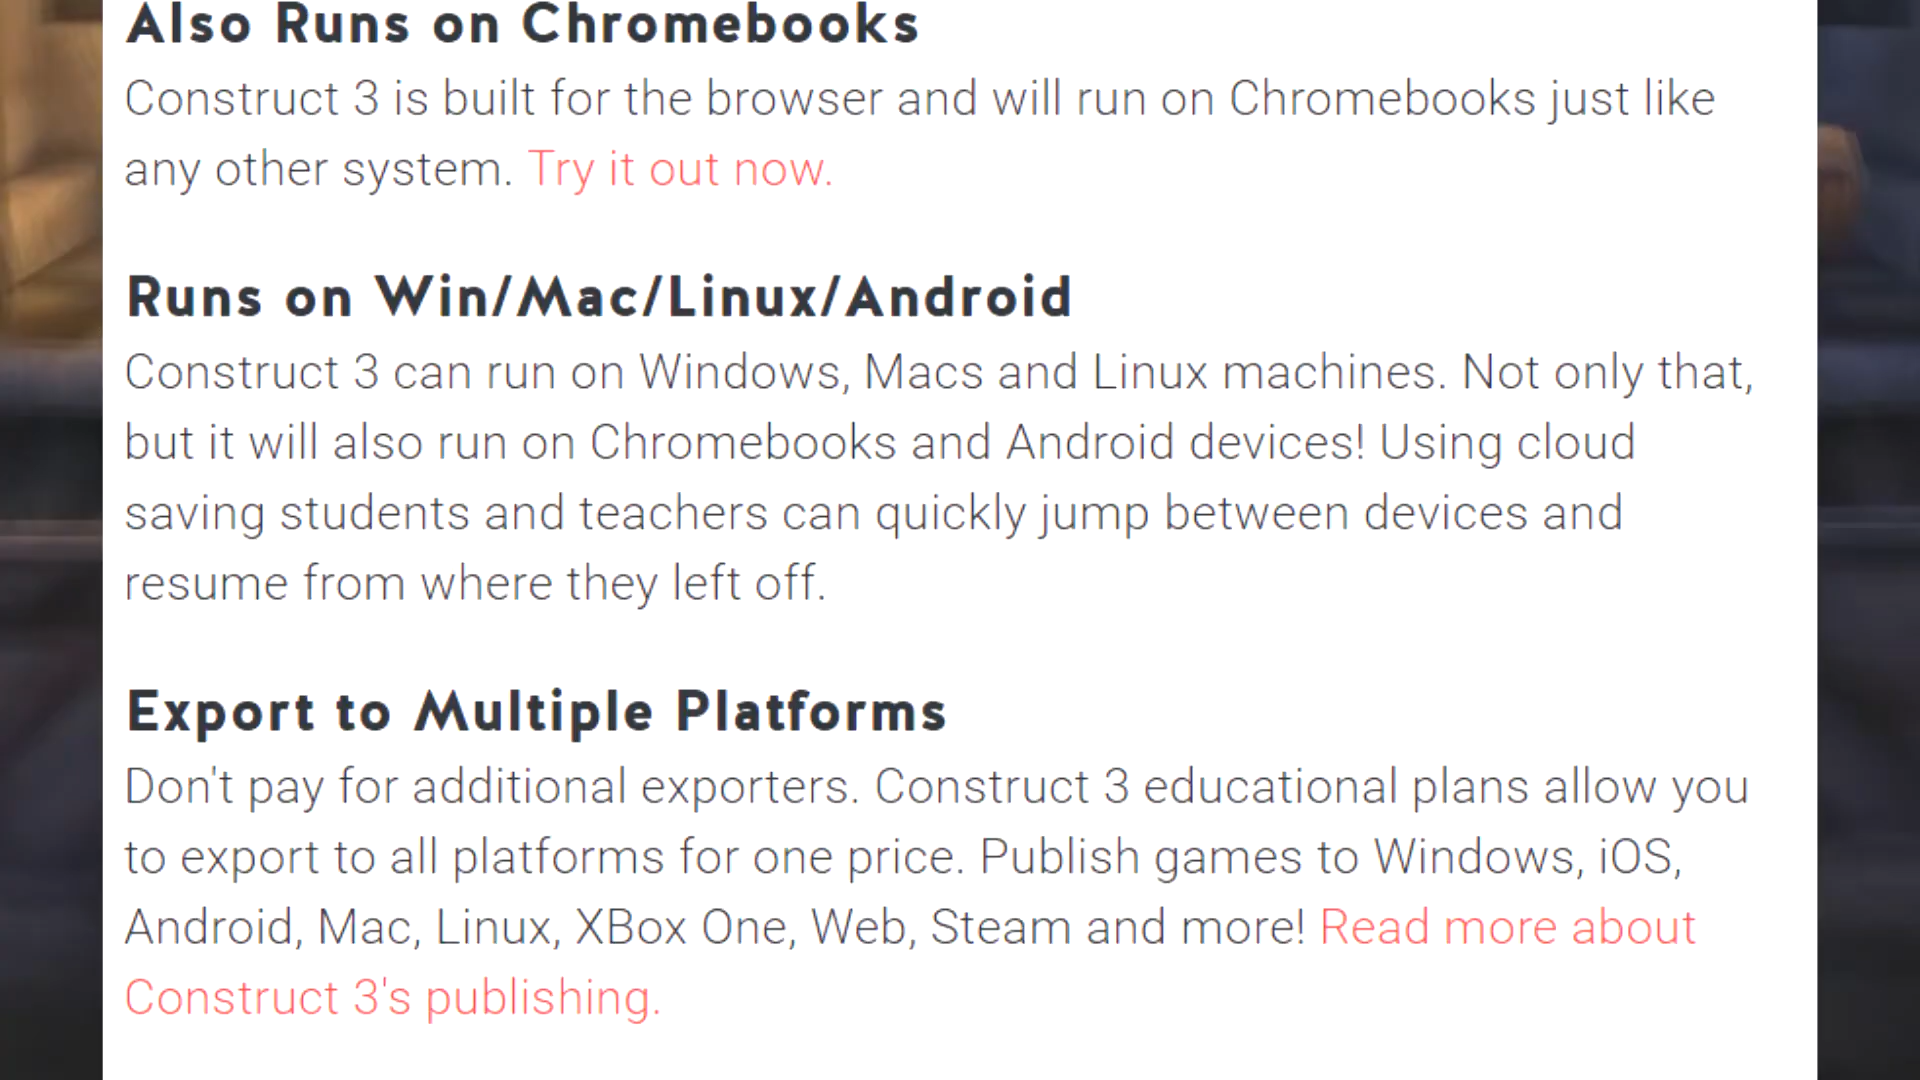 Also Runs on Chromebooks
Construct 3 is built for the browser and will run on Chromebooks just like
any other system. Try it out now.
Runs on Win/Mac/Linux/Android
Construct 3 can run on Windows, Macs and Linux machines. Not only that,
but it will also run on Chromebooks and Android devices! Using cloud
saving students and teachers can quickly jump between devices and
resume from where they left off.
Export to Multiple Platforms
Don't pay for additional exporters. Construct 3 educational plans allow you
to export to all platforms for one price. Publish games to Windows, iOS,
Android, Mac, Linux, XBox One, Web, Steam and more! Read more about
Construct 3's publishing.